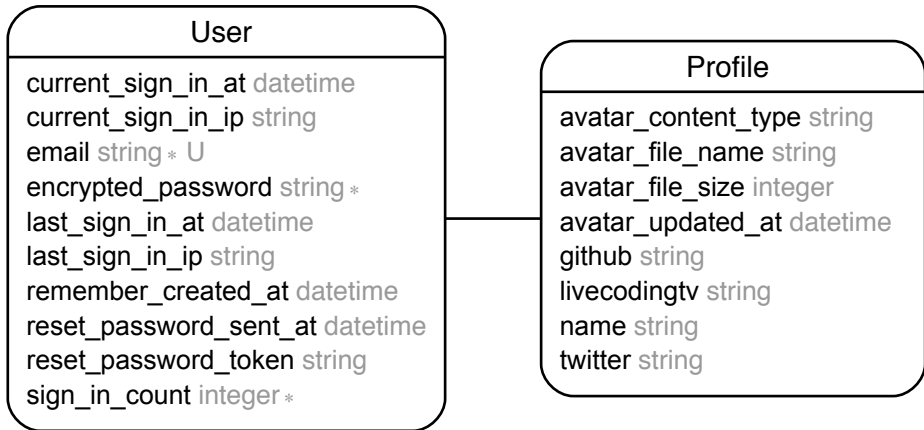 User
current_sign_in_at datetime
current_sign_in_ip string
email string * U
encrypted_password string *
last_sign_in_at datetime
last_sign_in_ip string
remember_created_at datetime
reset_password_sent_at datetime
reset_password_token string
sign_in_count integer *
Profile
avatar_content_type string
avatar_file_name string
avatar_file_size integer
avatar_updated_at datetime
github string
livecodingtv string
name string
twitter string